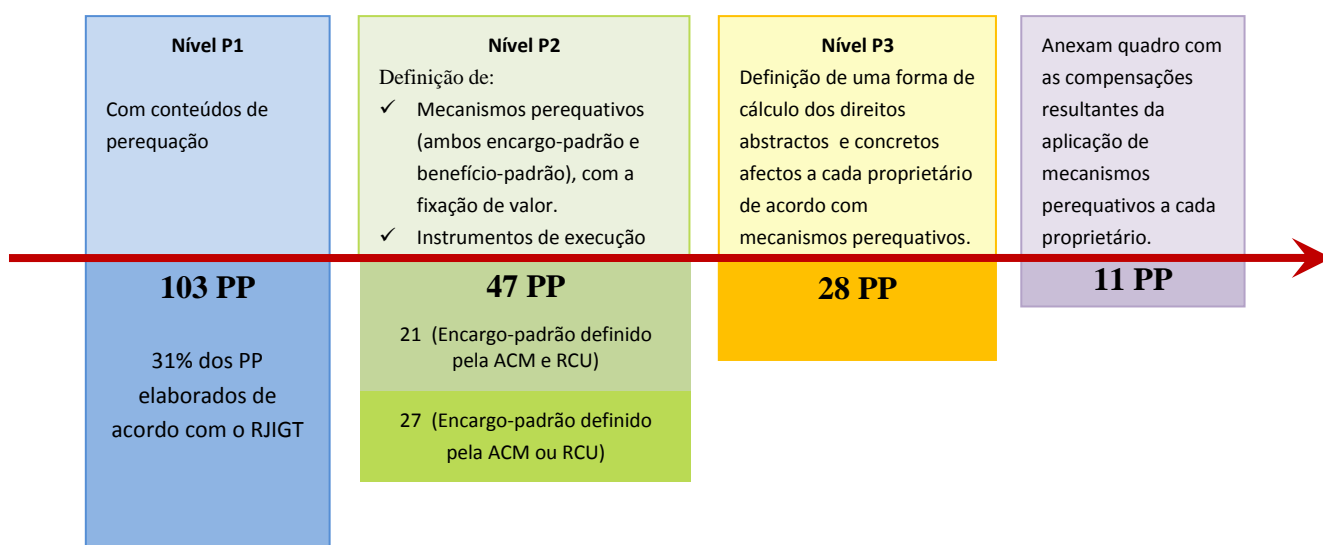 Nível P1
Com conteúdos de
perequação
103 PP
31% dos PP
elaborados de
acordo com o RJIGT
Nível P2
Definição de:
✓ Mecanismos perequativos
(ambos encargo-padrão e
benefício-padrão), com a
fixação de valor.
✓ Instrumentos de execução
47 PP
21 (Encargo-padrão definido
pela ACM e RCU)
27 (Encargo-padrão definido
pela ACM ou RCU)
Nível P3
Definição de uma forma de
cálculo dos direitos
abstractos e concretos
afectos a cada proprietário
de acordo com
mecanismos perequativos.
28 PP
Anexam quadro com
as compensações
resultantes da
aplicação de
mecanismos
perequativos a cada
proprietário.
11 PP